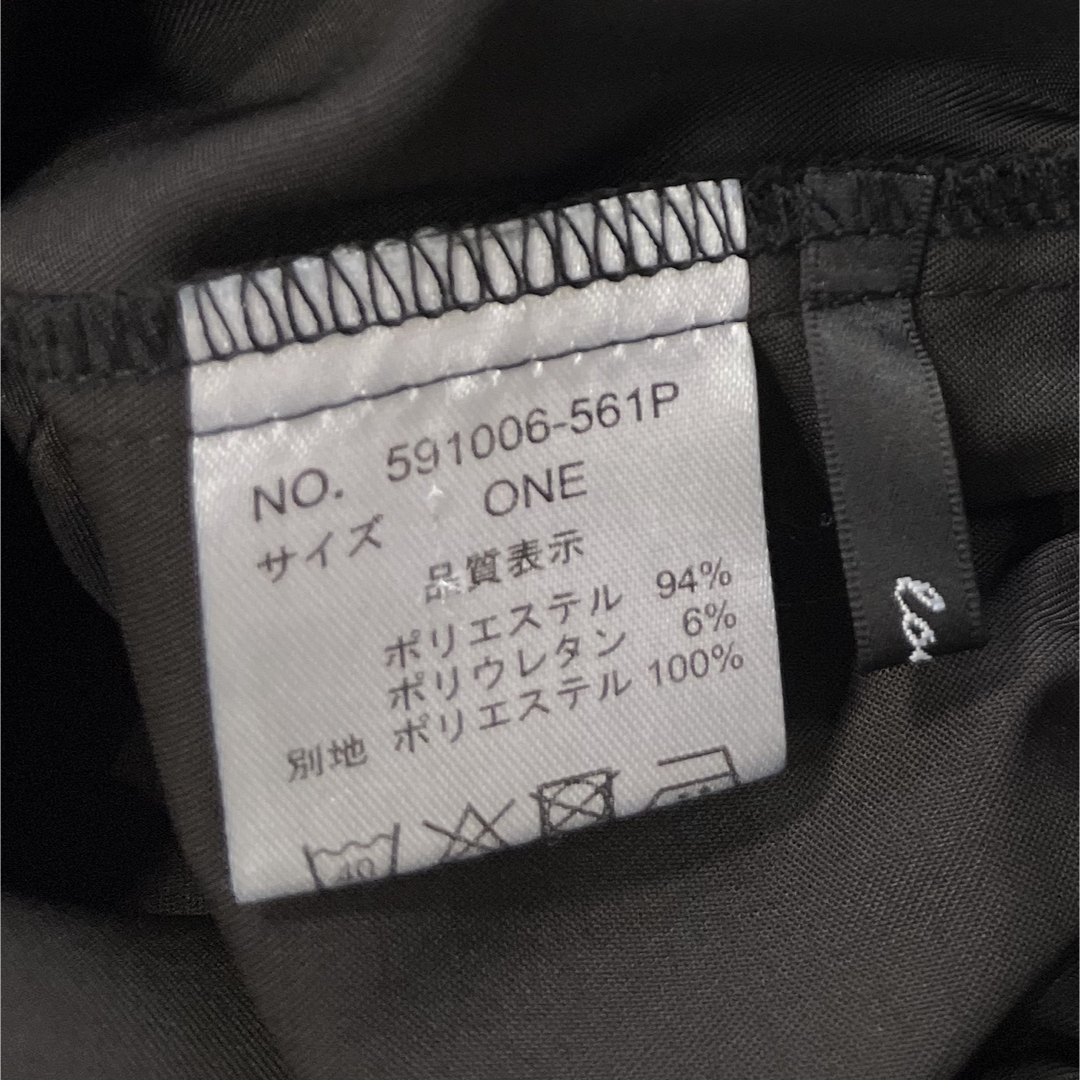 NO. 591006-561P
サイズ ONE
品質表示
ポリエステル 94%
ポリウレタン 6%
別地 ポリエステル 100%
40